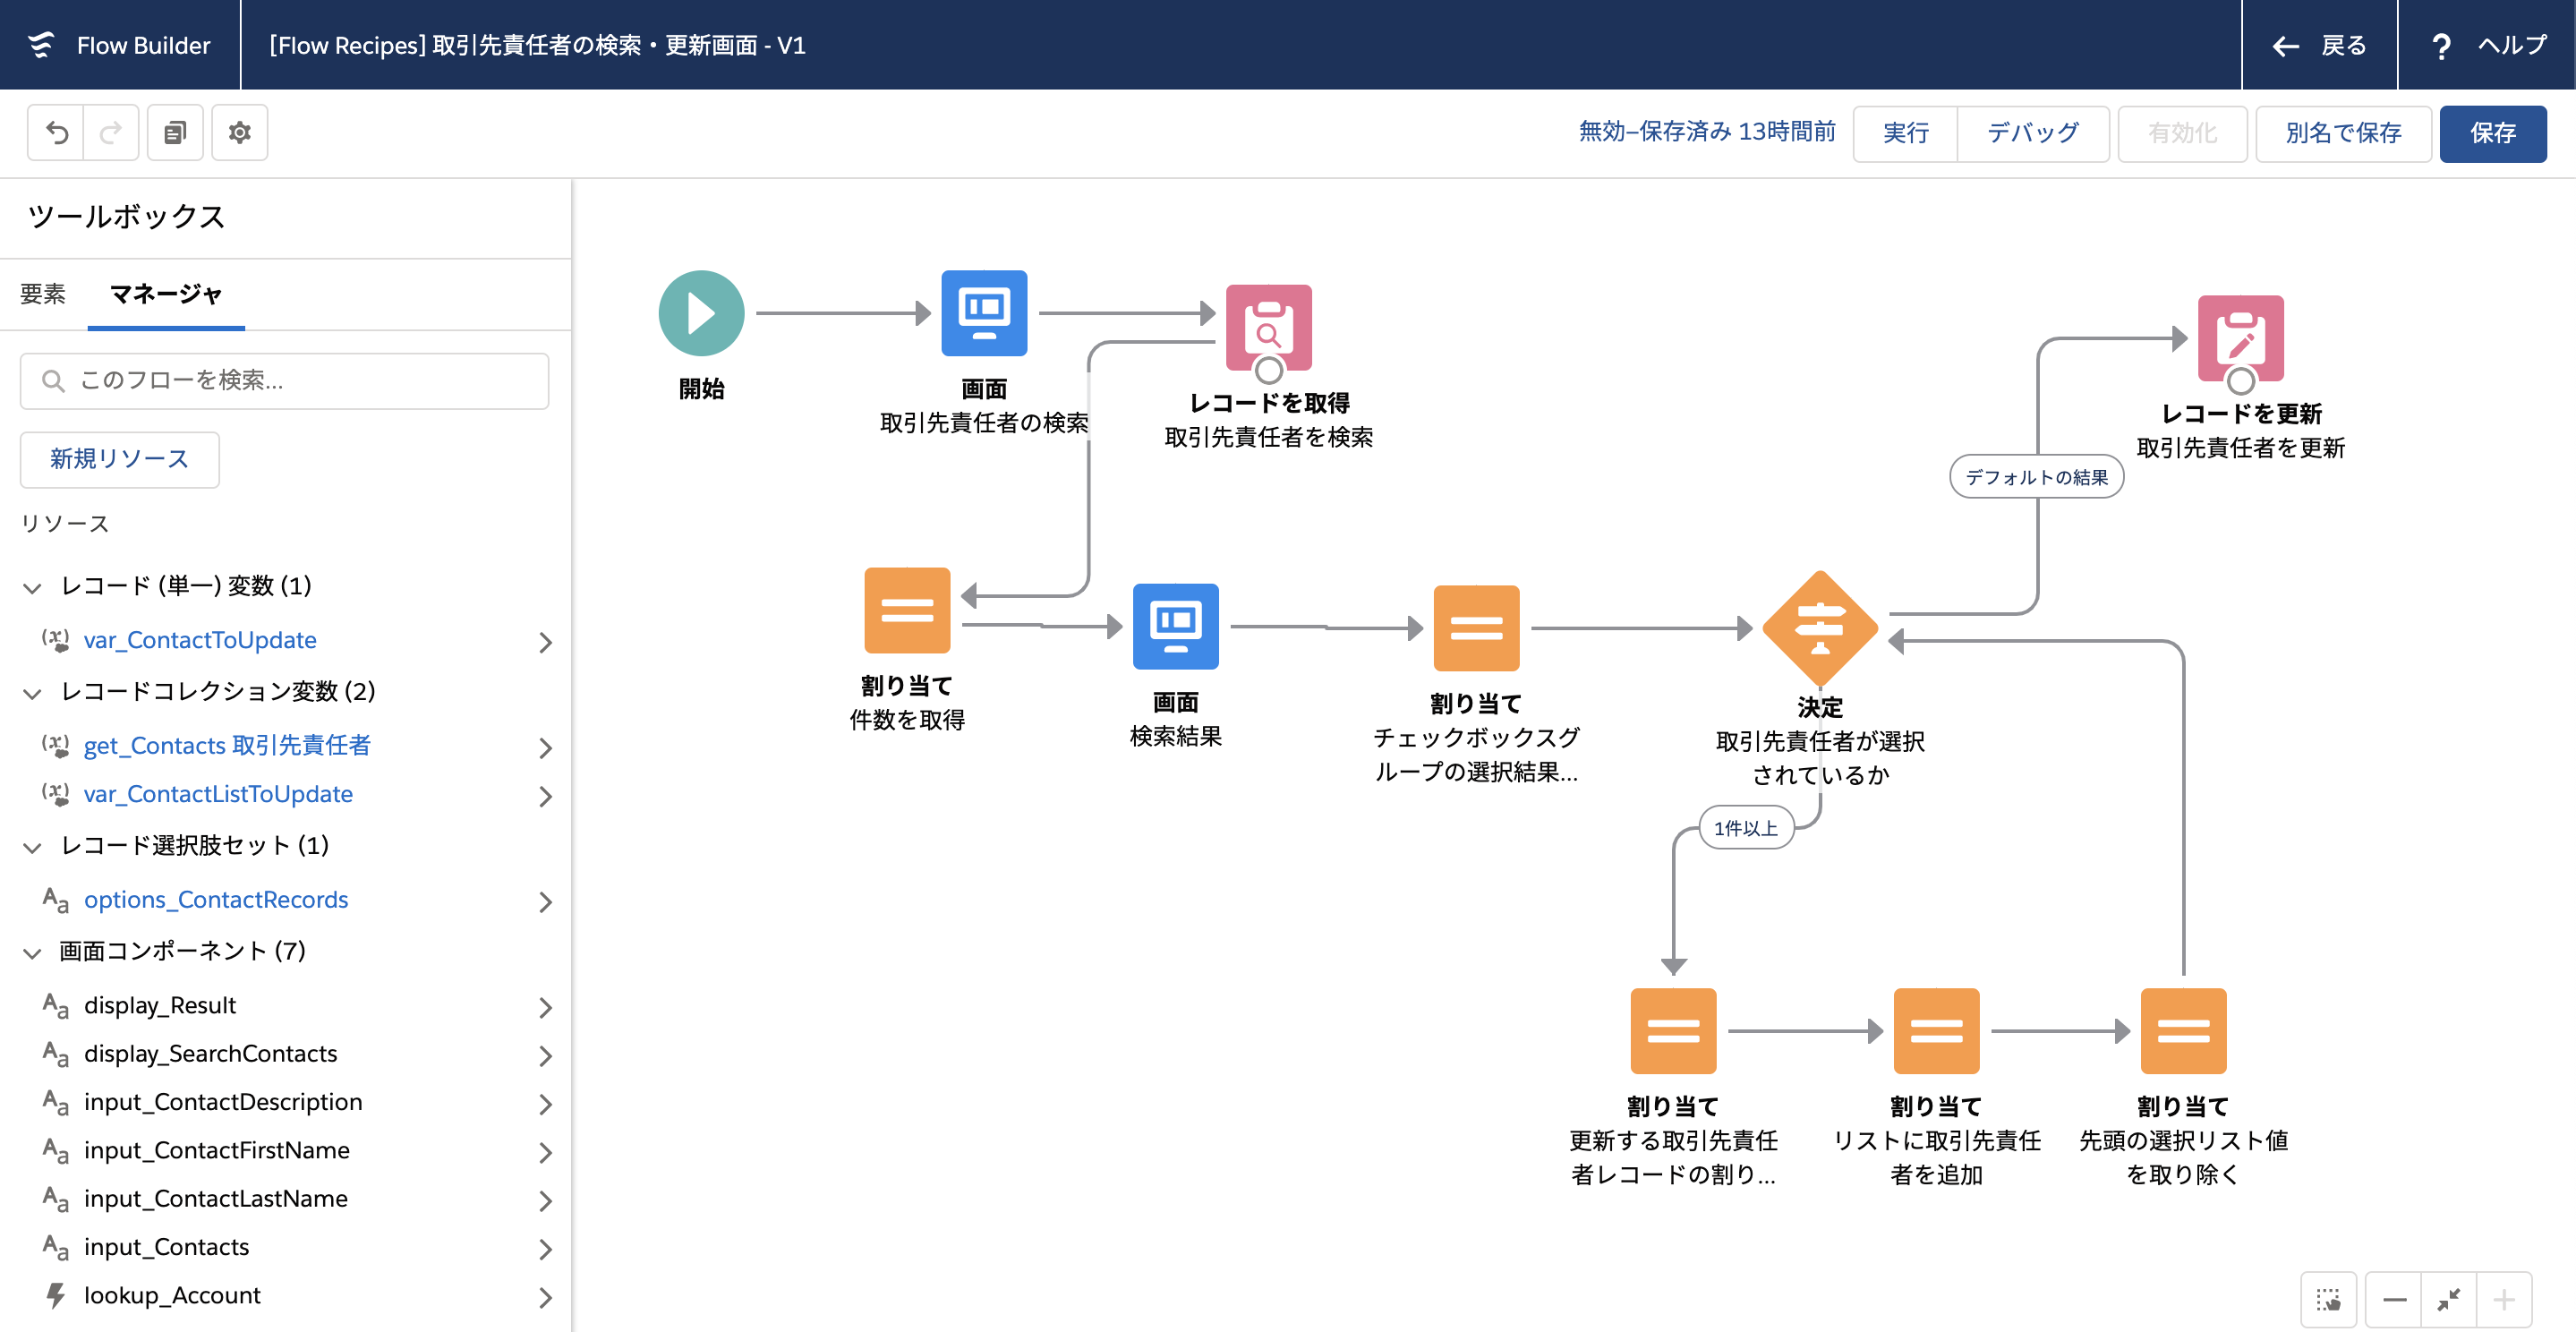 Flow Builder
[Flow Recipes] 取引先責任者の検索・更新画面 - V1
戻る
? ヘルプ
無効–保存済み 13時間前
実行
デバッグ
有効化
別名で保存
保存
ツールボックス
要素
マネージャ
このフローを検索...
新規リソース
リソース
レコード (単一) 変数 (1)
var_ContactToUpdate
レコードコレクション変数 (2)
get_Contacts 取引先責任者
var_ContactListToUpdate
レコード選択肢セット (1)
options_ContactRecords
画面コンポーネント (7)
display_Result
display_SearchContacts
input_ContactDescription
input_ContactFirstName
input_ContactLastName
input_Contacts
lookup_Account
開始
画面
取引先責任者の検索
レコードを取得
取引先責任者を検索
レコードを更新
取引先責任者を更新
デフォルトの結果
割り当て
件数を取得
画面
検索結果
割り当て
チェックボックスグ
ループの選択結果...
決定
取引先責任者が選択
されているか
1件以上
割り当て
更新する取引先責任
者レコードの割り...
割り当て
リストに取引先責任
者を追加
割り当て
先頭の選択リスト値
を取り除く